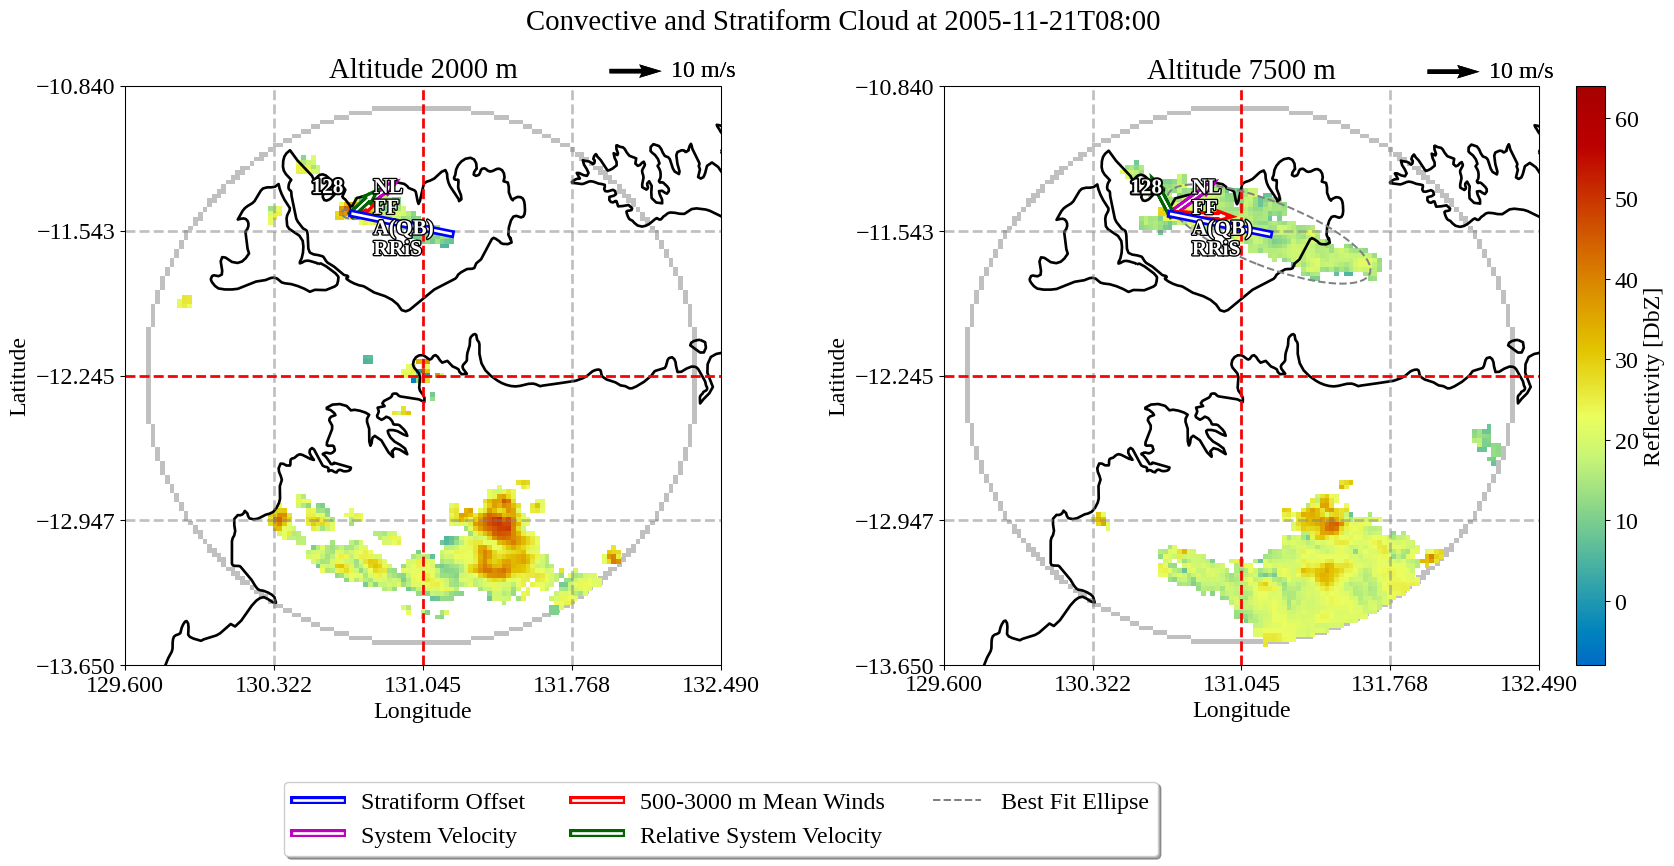 Convective and Stratiform Cloud at 2005-11-21T08:00
Altitude 2000 m
10 m/s
Altitude 7500 m
10 m/s
−10.840
−11.543
−12.245
−12.947
−13.650
Latitude
129.600
130.322
131.045
131.768
132.490
Longitude
128
NL
FF
A(QB)
RRiS
−10.840
−11.543
−12.245
−12.947
−13.650
Latitude
129.600
130.322
131.045
131.768
132.490
Longitude
128
NL
FF
A(QB)
RRiS
60
50
40
30
20
10
0
Reflectivity [DbZ]
Stratiform Offset
System Velocity
500-3000 m Mean Winds
Relative System Velocity
Best Fit Ellipse